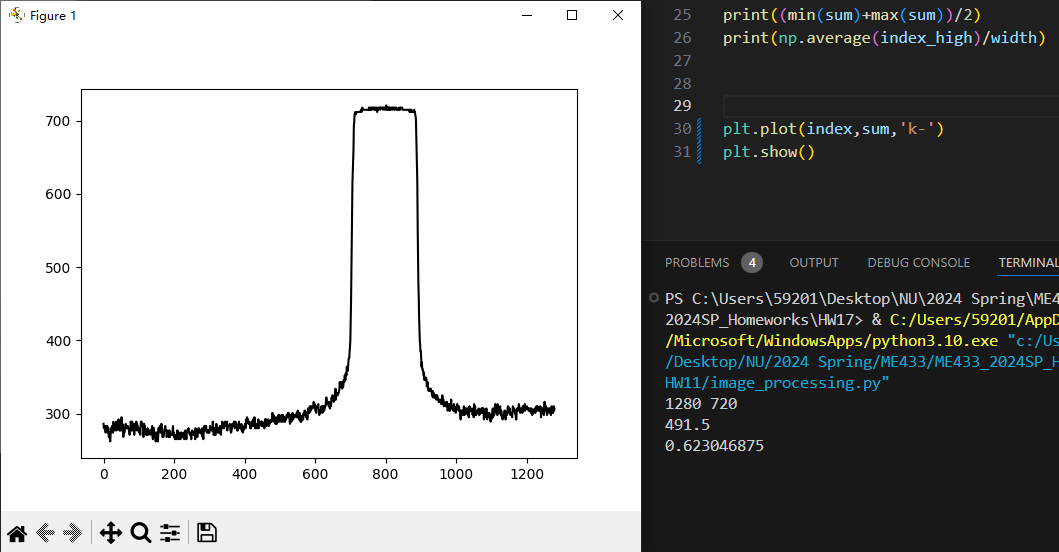 Figure 1
700
600
500
400
300
0 200 400 600 800 1000 1200
25 print((min(sum)+max(sum))/2)
26 print(np.average(index_high)/width)
27
28
29
30 plt.plot(index,sum,'k-')
31 plt.show()
PROBLEMS 4 OUTPUT DEBUG CONSOLE TERMINAL
PS C:\Users\59201\Desktop\NU\2024 Spring\ME4
2024SP_Homeworks\HW17> & C:/Users/59201/AppD
/Microsoft/WindowsApps/python3.10.exe "c:/Us
/Desktop/NU/2024 Spring/ME433/ME433_2024SP_H
HW11/image_processing.py"
1280 720
491.5
0.623046875